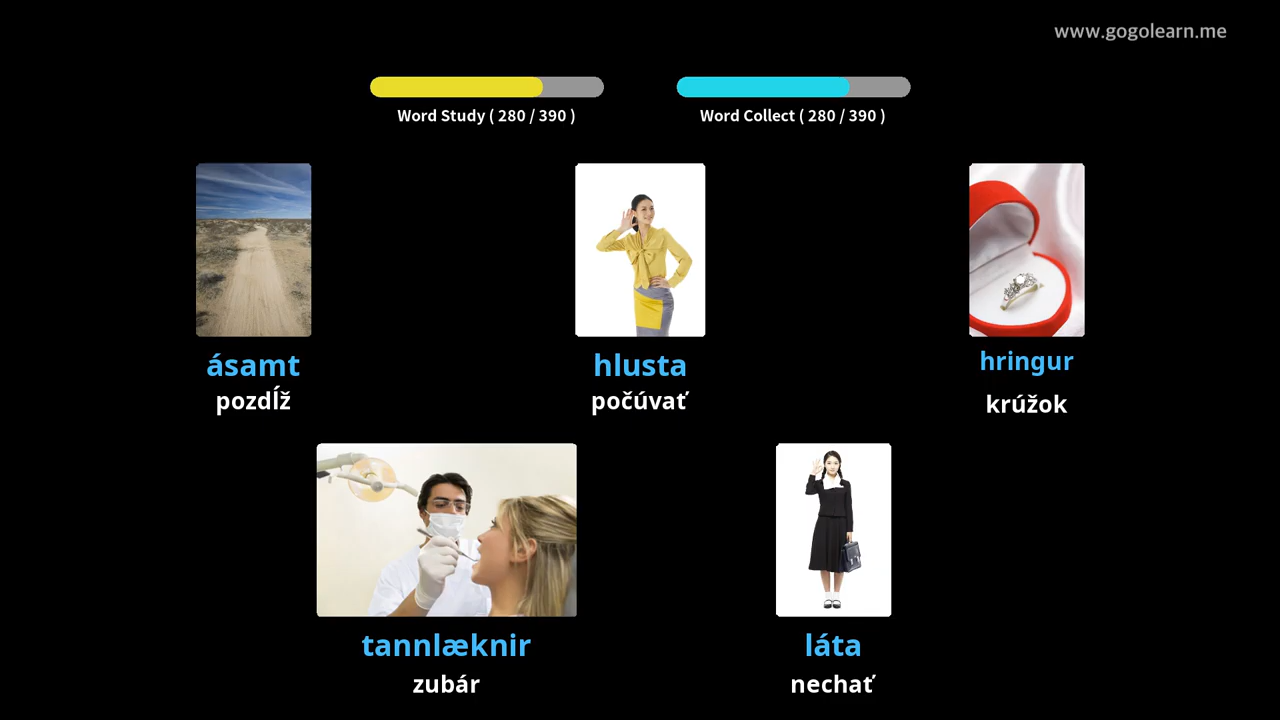 www.gogolearn.me
Word Study ( 280 / 390 )
Word Collect ( 280 / 390 )
ásamt
pozdĺž
hlusta
počúvať
hringur
krúžok
tannlæknir
zubár
láta
nechať